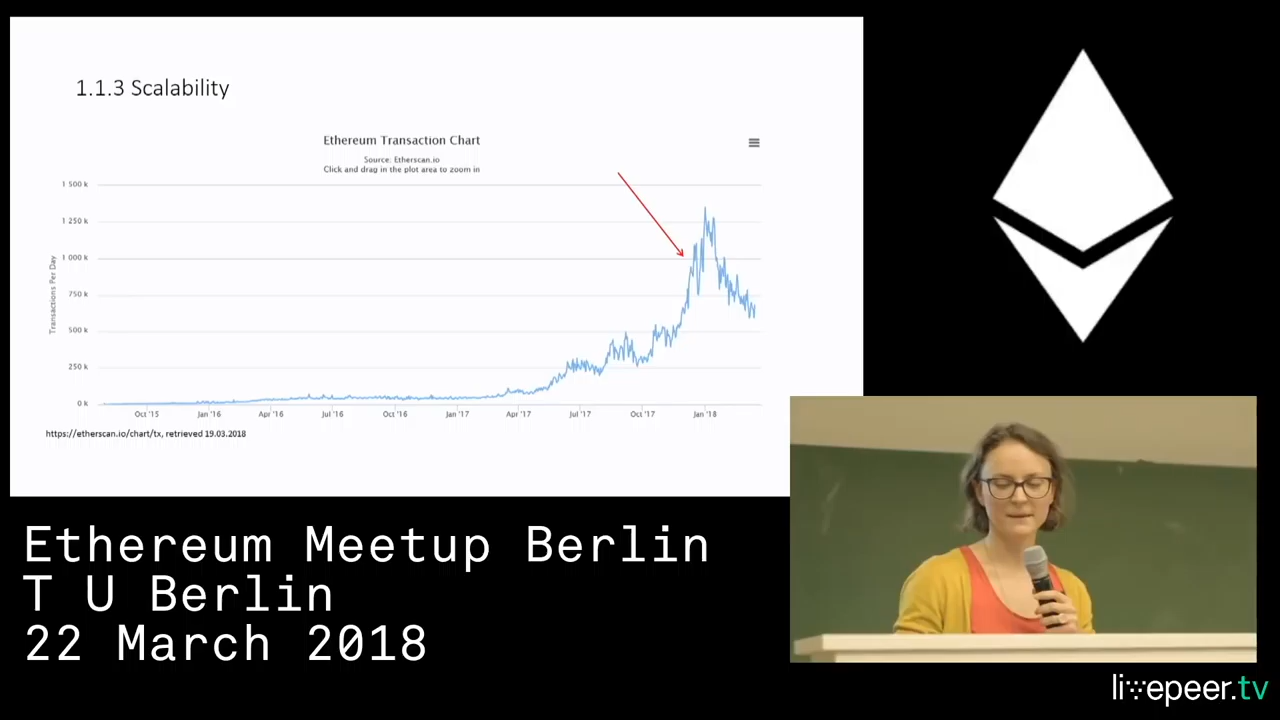 1.1.3 Scalability
Ethereum Transaction Chart
Source: Etherscan.io
Click and drag in the plot area to zoom in
Transactions Per Day
1 500 k
1 250 k
1 000 k
750 k
500 k
250 k
0 k
Oct '15 Jan '16 Apr '16 Jul '16 Oct '16 Jan '17 Apr '17 Jul '17 Oct '17 Jan '18
https://etherscan.io/chart/tx, retrieved 19.03.2018
Ethereum Meetup Berlin
T U Berlin
22 March 2018
livepeer.tv